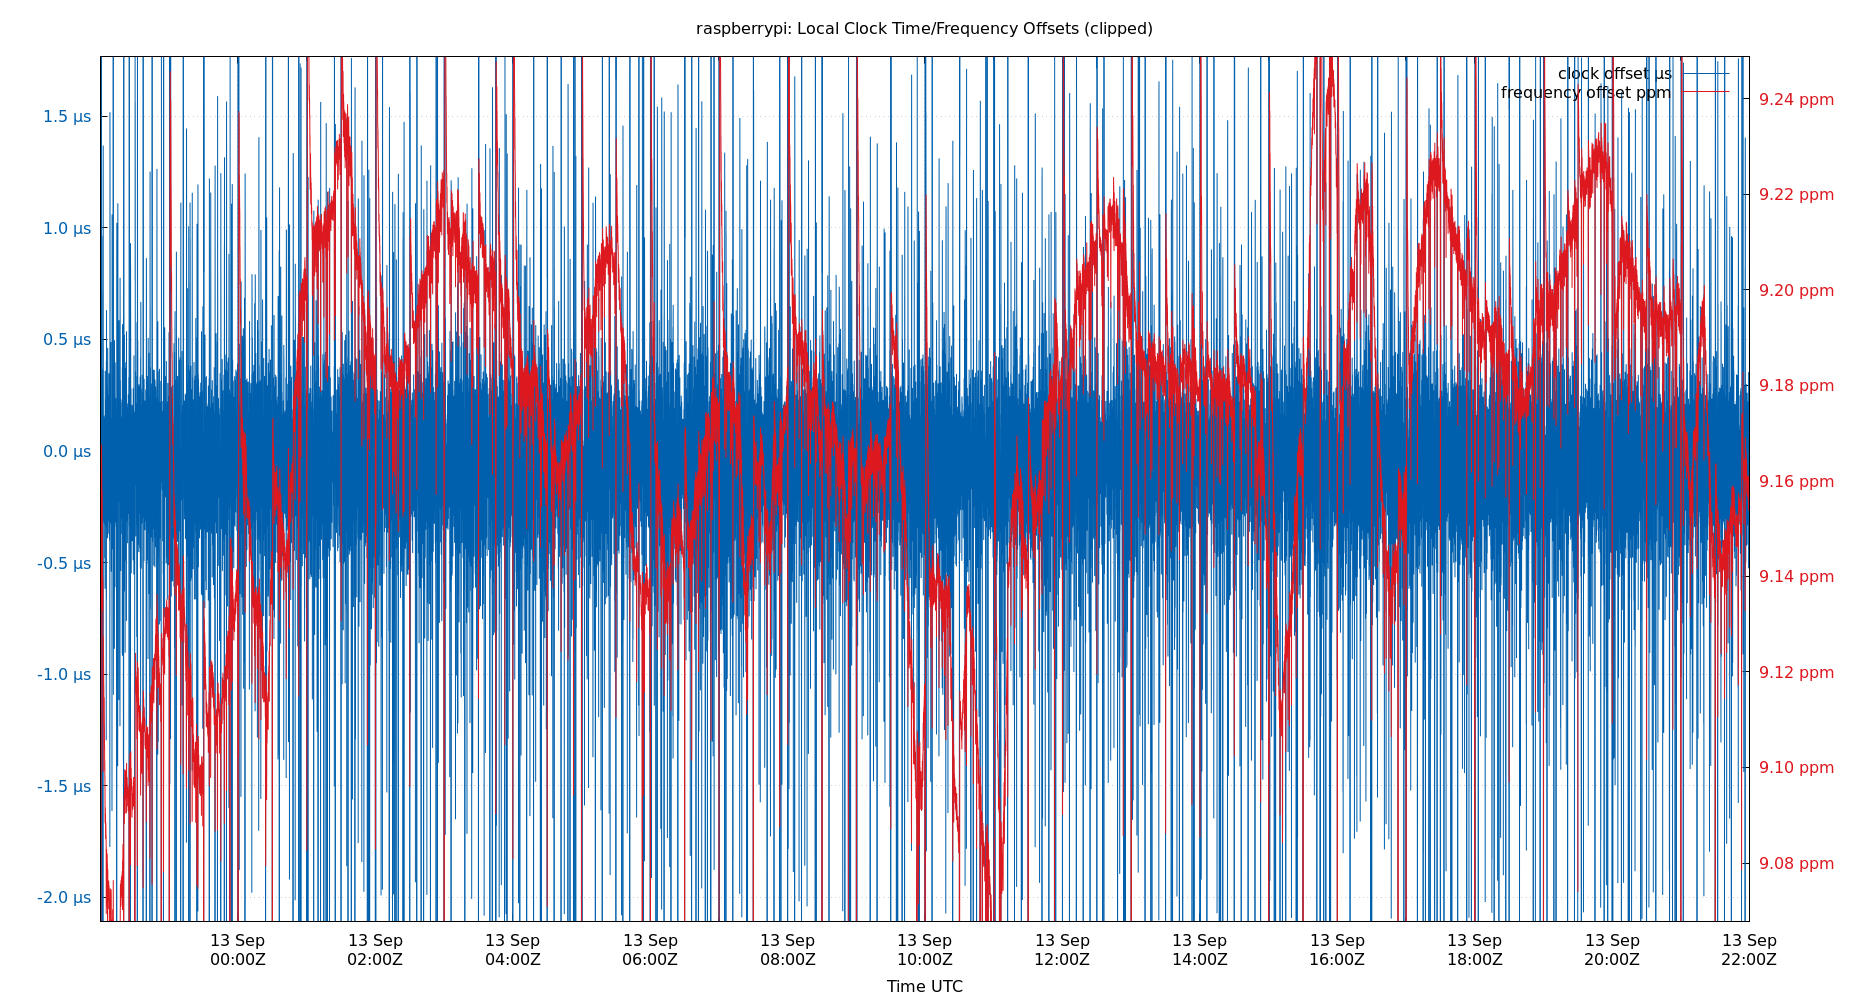 raspberrypi: Local Clock Time/Frequency Offsets (clipped)
clock offset µs
frequency offset ppm
1.5 µs
1.0 µs
0.5 µs
0.0 µs
-0.5 µs
-1.0 µs
-1.5 µs
-2.0 µs
9.24 ppm
9.22 ppm
9.20 ppm
9.18 ppm
9.16 ppm
9.14 ppm
9.12 ppm
9.10 ppm
9.08 ppm
13 Sep 13 Sep 13 Sep 13 Sep 13 Sep 13 Sep 13 Sep 13 Sep 13 Sep 13 Sep 13 Sep 13 Sep
00:00Z 02:00Z 04:00Z 06:00Z 08:00Z 10:00Z 12:00Z 14:00Z 16:00Z 18:00Z 20:00Z 22:00Z
Time UTC